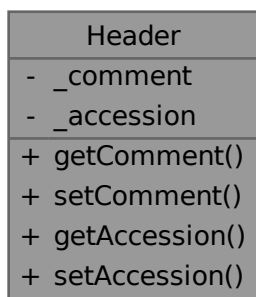 Header
- _comment
- _accession
+ getComment()
+ setComment()
+ getAccession()
+ setAccession()